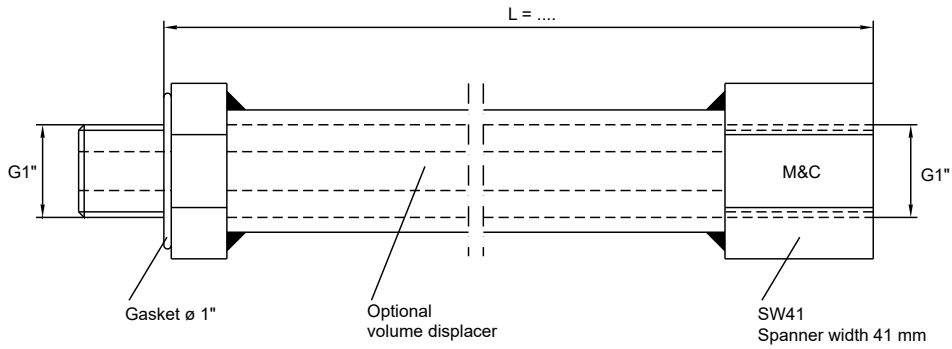 L = ....
G1"
M&C
G1"
Gasket ø 1"
Optional
volume displacer
SW41
Spanner width 41 mm